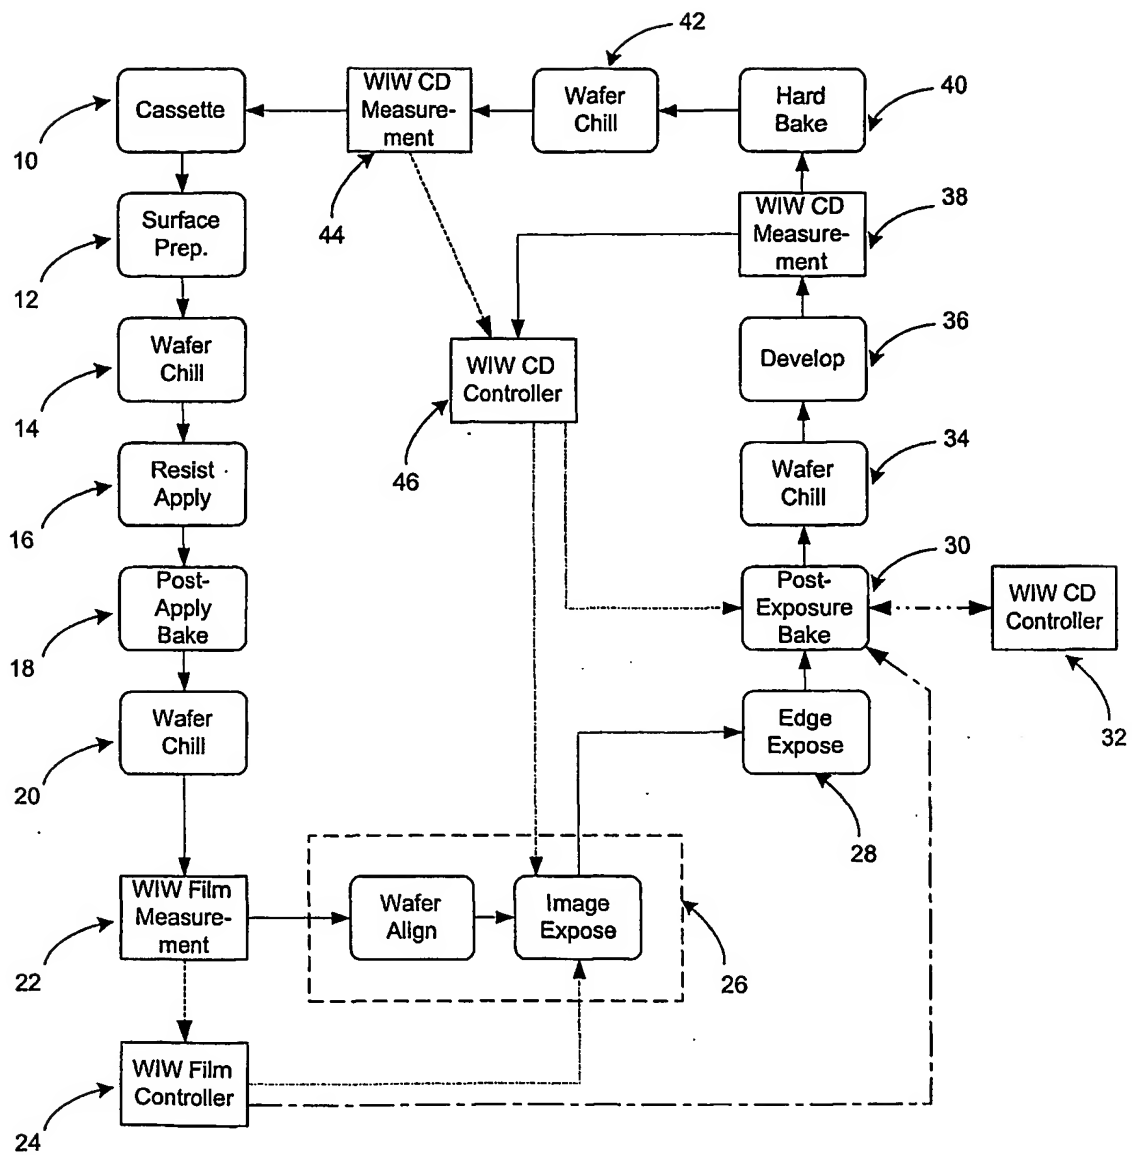 42
Cassette
10
WIW CD
Measure-
ment
44
Wafer
Chill
Hard
Bake
40
Surface
Prep.
12
WIW CD
Measure-
ment
38
Wafer
Chill
14
WIW CD
Controller
46
Develop
36
Resist
Apply
16
Wafer
Chill
34
Post-
Apply
Bake
18
Post-
Exposure
Bake
30
WIW CD
Controller
32
Wafer
Chill
20
Edge
Expose
28
WIW Film
Measure-
ment
22
Wafer
Align
Image
Expose
26
WIW Film
Controller
24